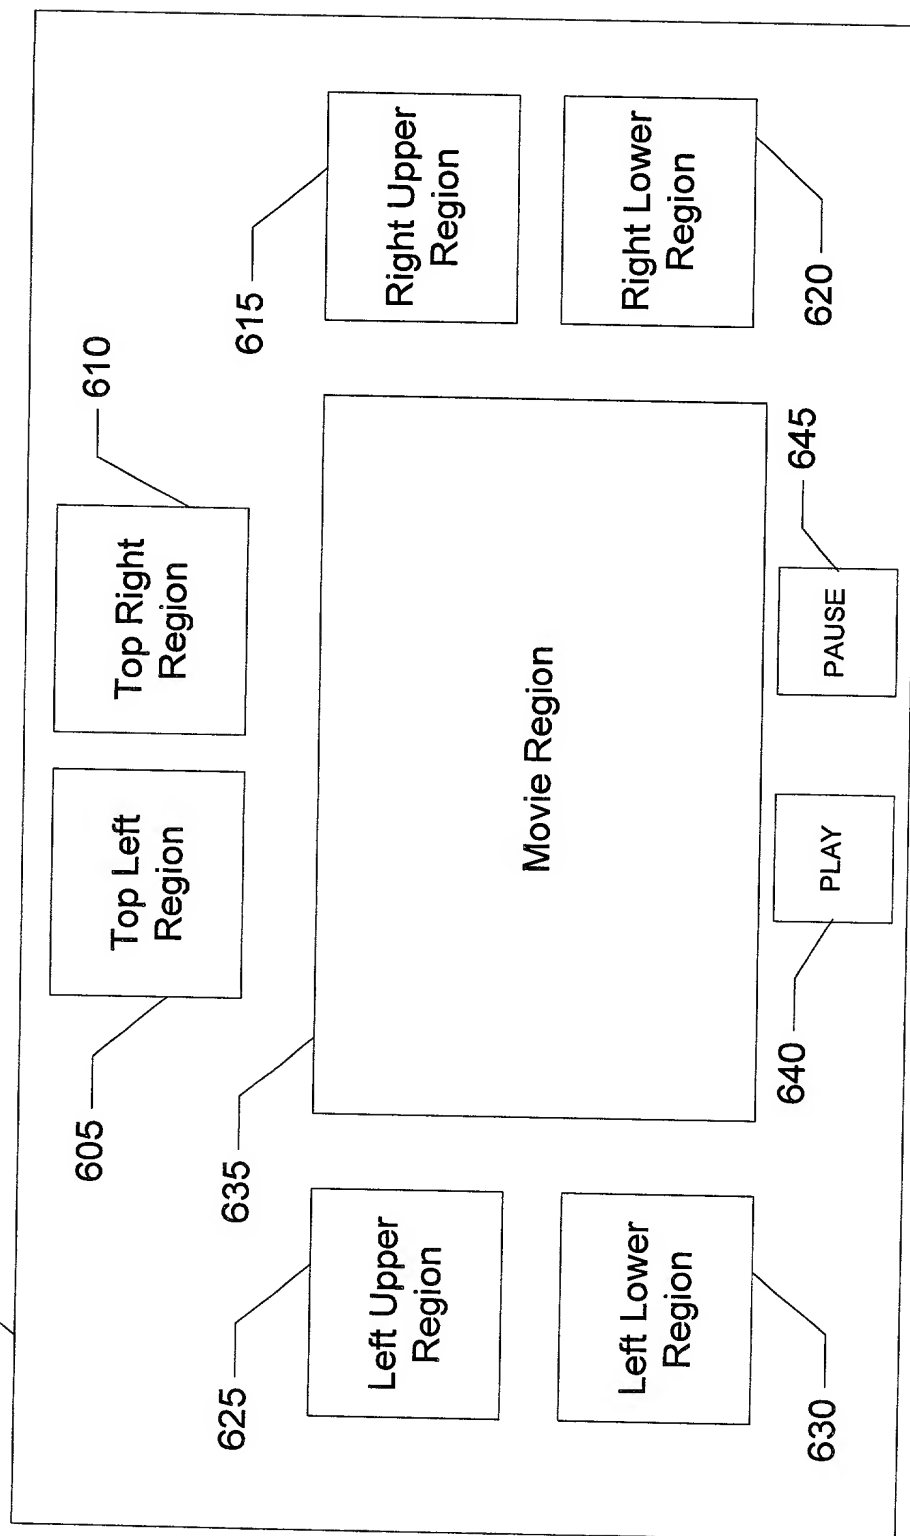 605
Top Left
Region
Top Right
Region
610
635
615
625
Left Upper
Region
Movie Region
Right Upper
Region
Left Lower
Region
Right Lower
Region
630
640
PLAY
PAUSE
645
620